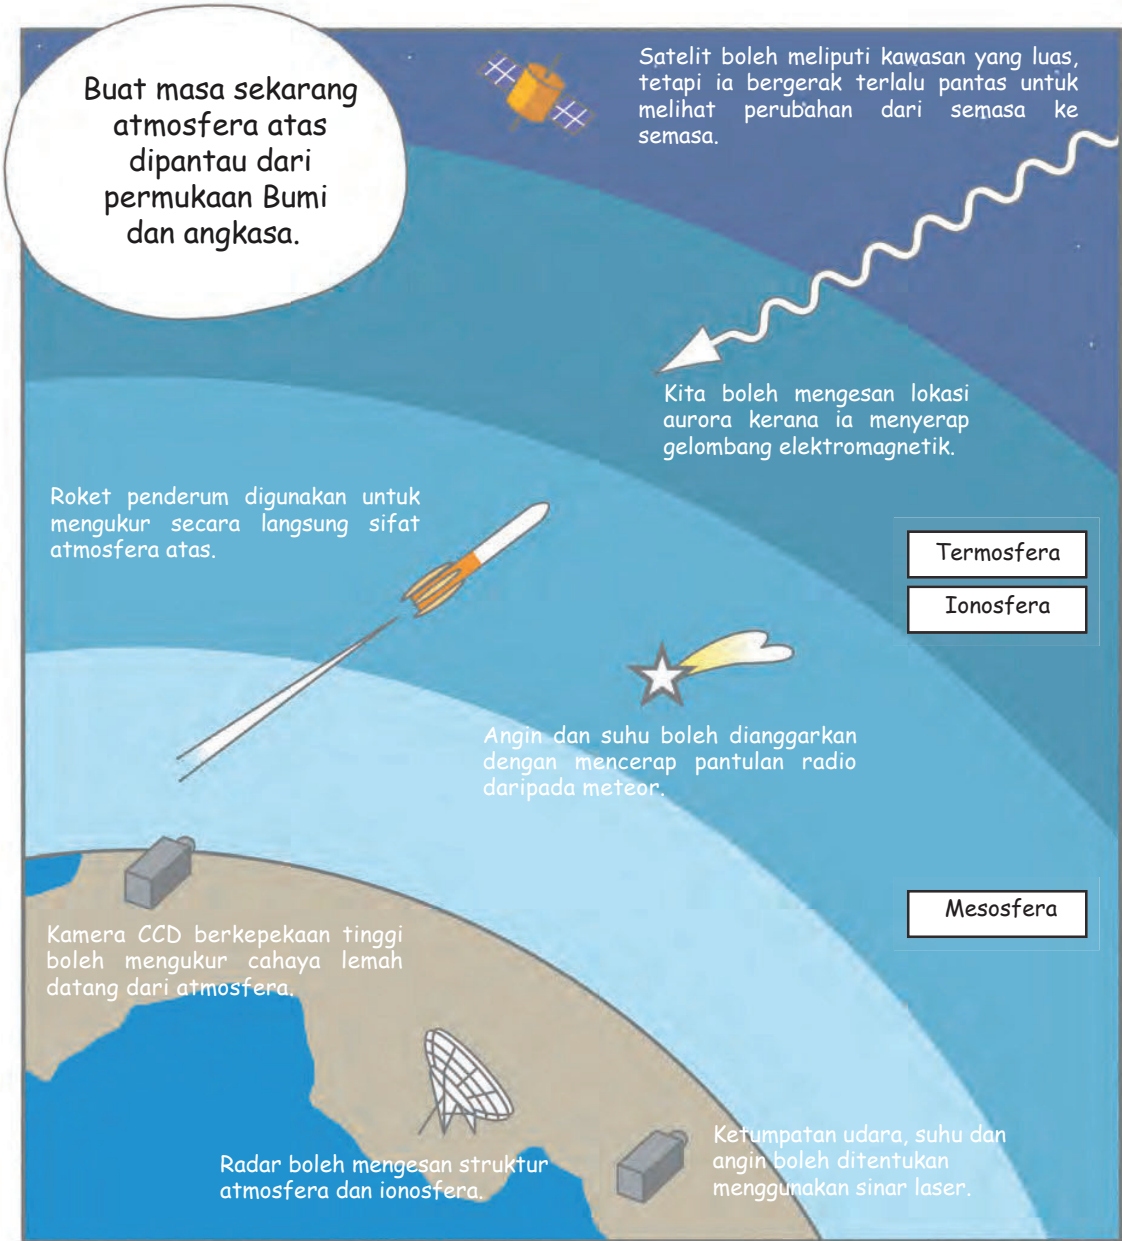 Buat masa sekarang
atmosfera atas
dipantau dari
permukaan Bumi
dan angkasa.
Satelit boleh meliputi kawasan yang luas,
tetapi ia bergerak terlalu pantas untuk
melihat perubahan dari semasa ke
semasa.
Kita boleh mengesan lokasi
aurora kerana ia menyerap
gelombang elektromagnetik.
Roket penderum digunakan untuk
mengukur secara langsung sifat
atmosfera atas.
Termosfera
Ionosfera
Angin dan suhu boleh dianggarkan
dengan mencerap pantulan radio
daripada meteor.
Mesosfera
Kamera CCD berkepekaan tinggi
boleh mengukur cahaya lemah
datang dari atmosfera.
Radar boleh mengesan struktur
atmosfera dan ionosfera.
Ketumpatan udara, suhu dan
angin boleh ditentukan
menggunakan sinar laser.